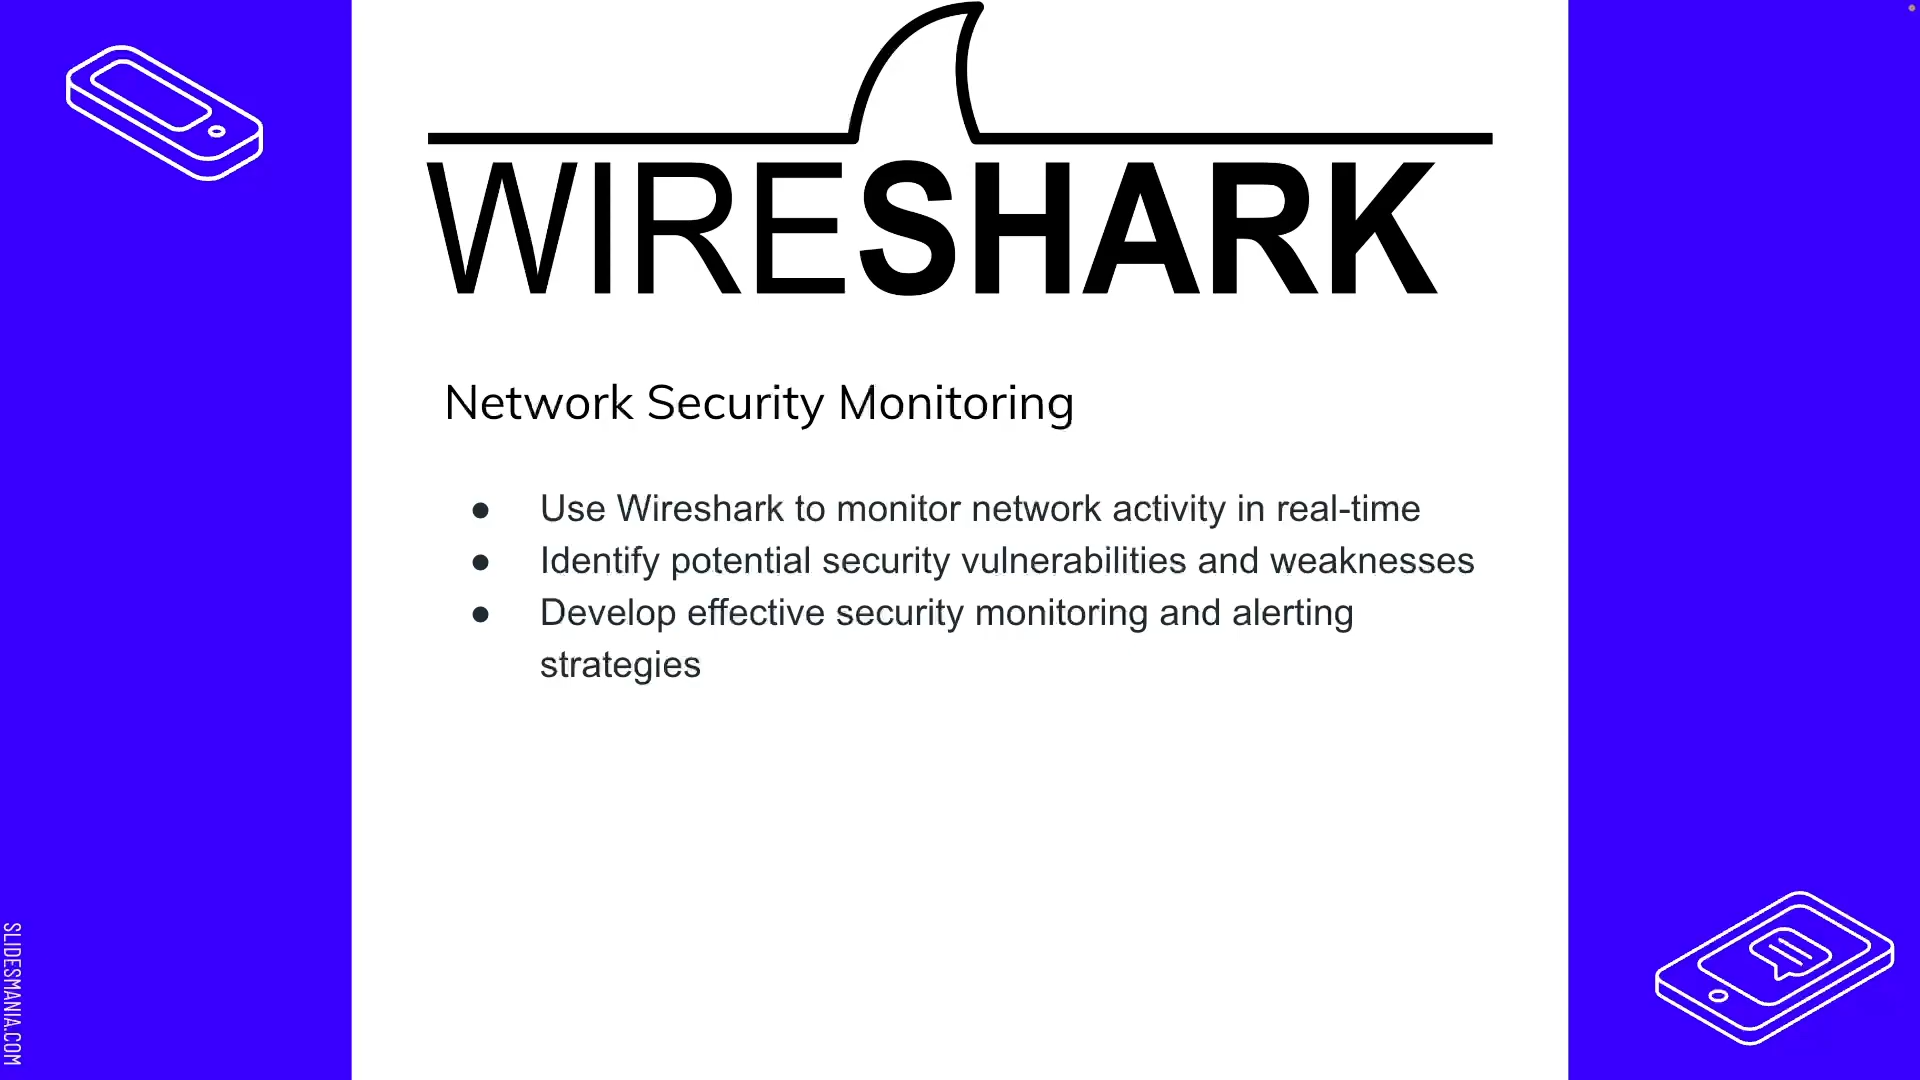 WIRESHARK
Network Security Monitoring
● Use Wireshark to monitor network activity in real-time
● Identify potential security vulnerabilities and weaknesses
● Develop effective security monitoring and alerting
strategies
SLIDESMANIA.COM